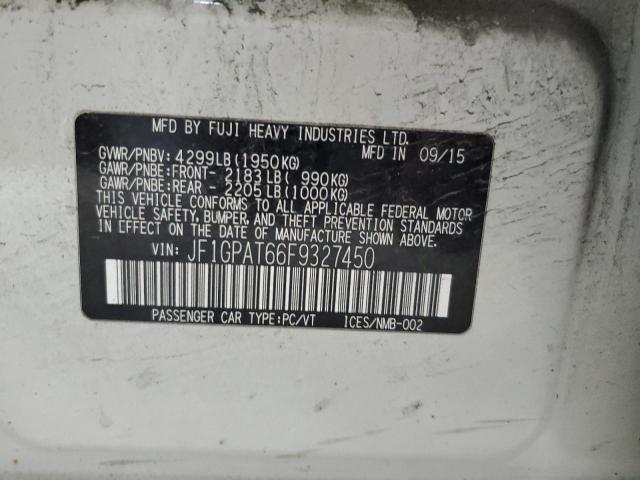 MFD BY FUJI HEAVY INDUSTRIES LTD.
GVWR/PNBV: 4299LB(1950KG) MFD IN 09/15
GAWR/PNBE:FRONT- 2183LB( 990KG)
GAWR/PNBE:REAR - 2205LB(1000KG)
THIS VEHICLE CONFORMS TO ALL APPLICABLE FEDERAL MOTOR
VEHICLE SAFETY, BUMPER, AND THEFT PREVENTION STANDARDS
IN EFFECT ON THE DATE OF MANUFACTURE SHOWN ABOVE.
VIN: JF1GPAT66F9327450
PASSENGER CAR TYPE:PC/VT ICES/NMB-002